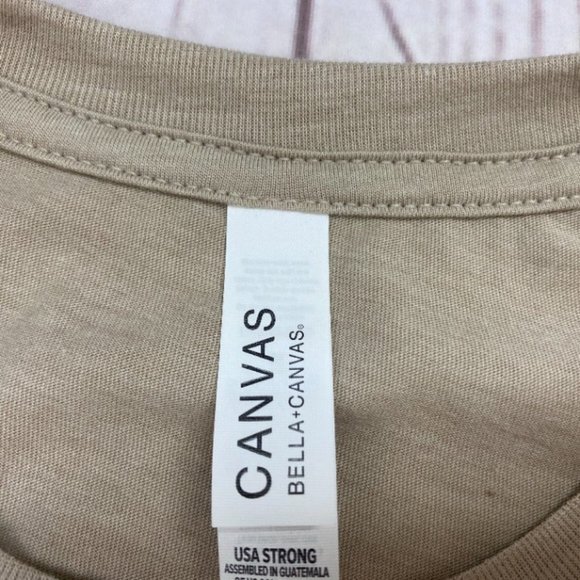 CANVAS
BELLA+CANVAS®
USA STRONG
ASSEMBLED IN GUATEMALA